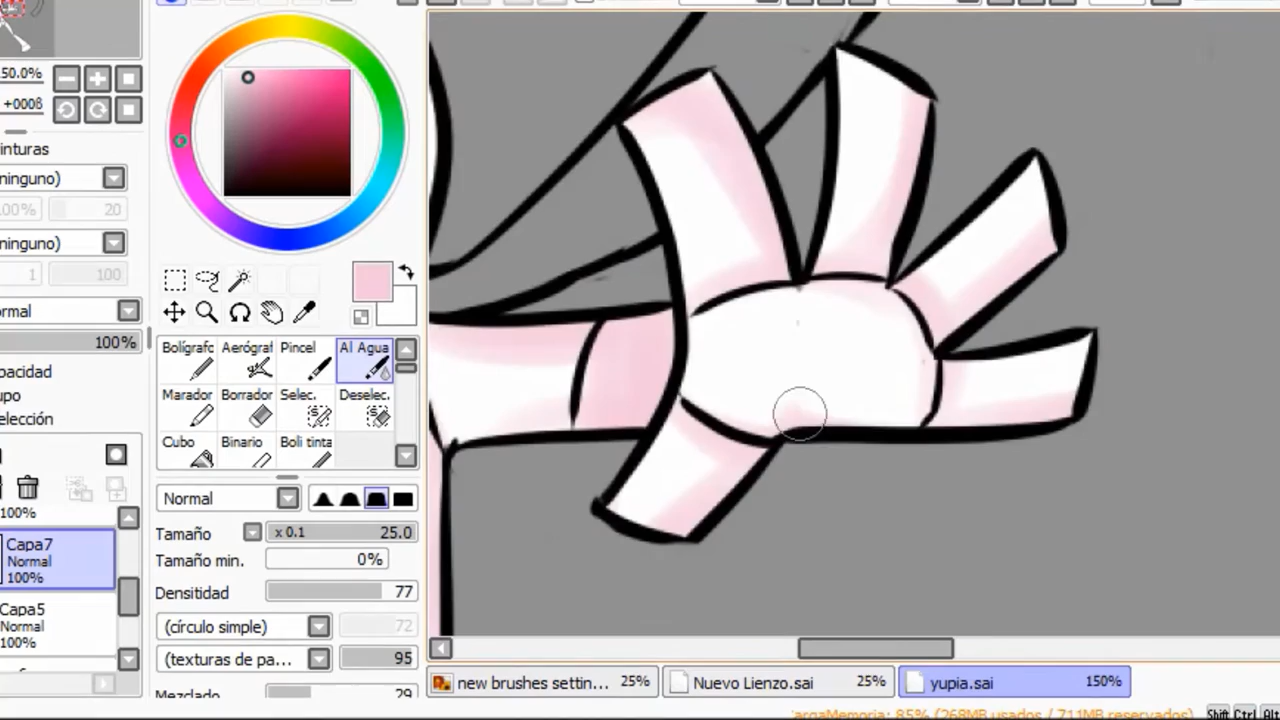 50.0%
+0008
inturas
ninguno)
100%
20
ninguno)
1
100
ormal
100%
pacidad
upo
elección
100%
Capa7
Normal
100%
Capa5
Normal
100%
Bolígrafc
Aerógraf
Pincel
Al Agua
Marador
Borrador
Selec.
Deselec.
Cubo
Binario
Boli tinta
Normal
Tamaño
x 0.1
25.0
Tamaño min.
0%
Densitidad
77
(círculo simple)
72
(texturas de pa...
95
Mezclado
29
new brushes settin...
25%
Nuevo Lienzo.sai
25%
yupia.sai
150%
argaMemoria: 85% (268MB usados / 711MB reservados)
Shift Ctrl Alt